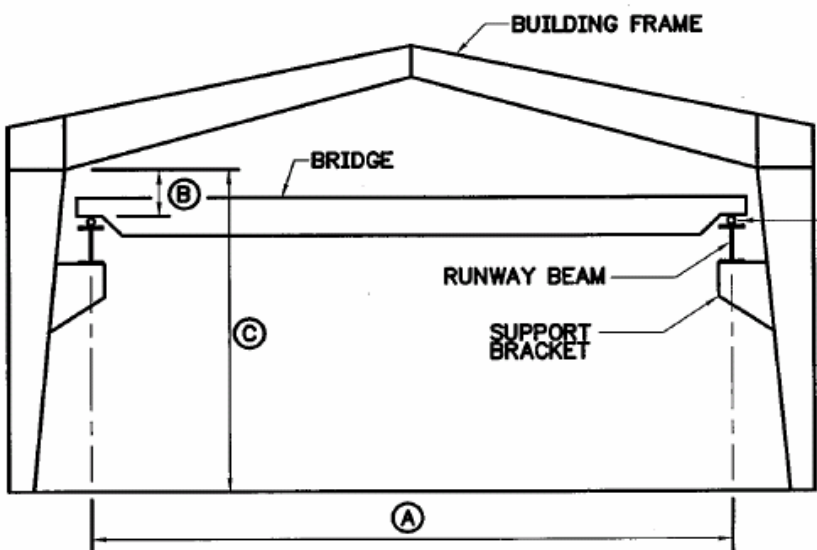 BUILDING FRAME
BRIDGE
B
RUNWAY BEAM
C
SUPPORT
BRACKET
A